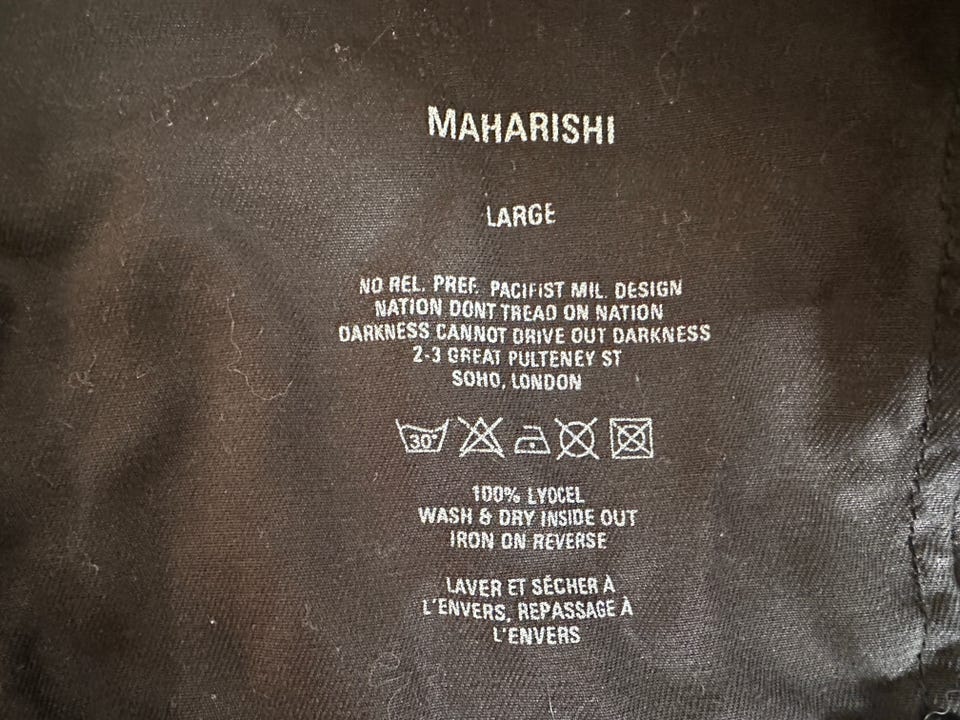 MAHARISHI
LARGE
NO REL. PREF. PACIFIST MIL. DESIGN
NATION DONT TREAD ON NATION
DARKNESS CANNOT DRIVE OUT DARKNESS
2-3 GREAT PULTENEY ST
SOHO, LONDON
30°
100% LYOCEL
WASH & DRY INSIDE OUT
IRON ON REVERSE
LAVER ET SÉCHER À
L'ENVERS, REPASSAGE À
L'ENVERS